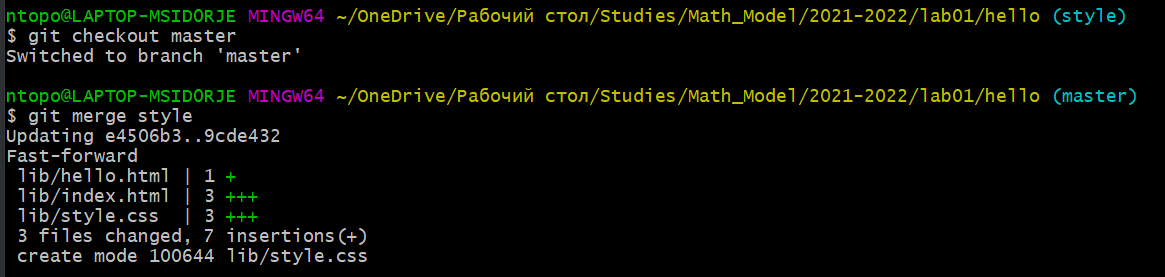 ntopo@LAPTOP-MSIDORJE MINGW64 ~/OneDrive/Рабочий стол/Studies/Math_Model/2021-2022/lab01/hello (style)
$ git checkout master
Switched to branch 'master'
ntopo@LAPTOP-MSIDORJE MINGW64 ~/OneDrive/Рабочий стол/Studies/Math_Model/2021-2022/lab01/hello (master)
$ git merge style
Updating e4506b3..9cde432
Fast-forward
 lib/hello.html | 1 +
 lib/index.html | 3 +++
 lib/style.css  | 3 +++
 3 files changed, 7 insertions(+)
 create mode 100644 lib/style.css